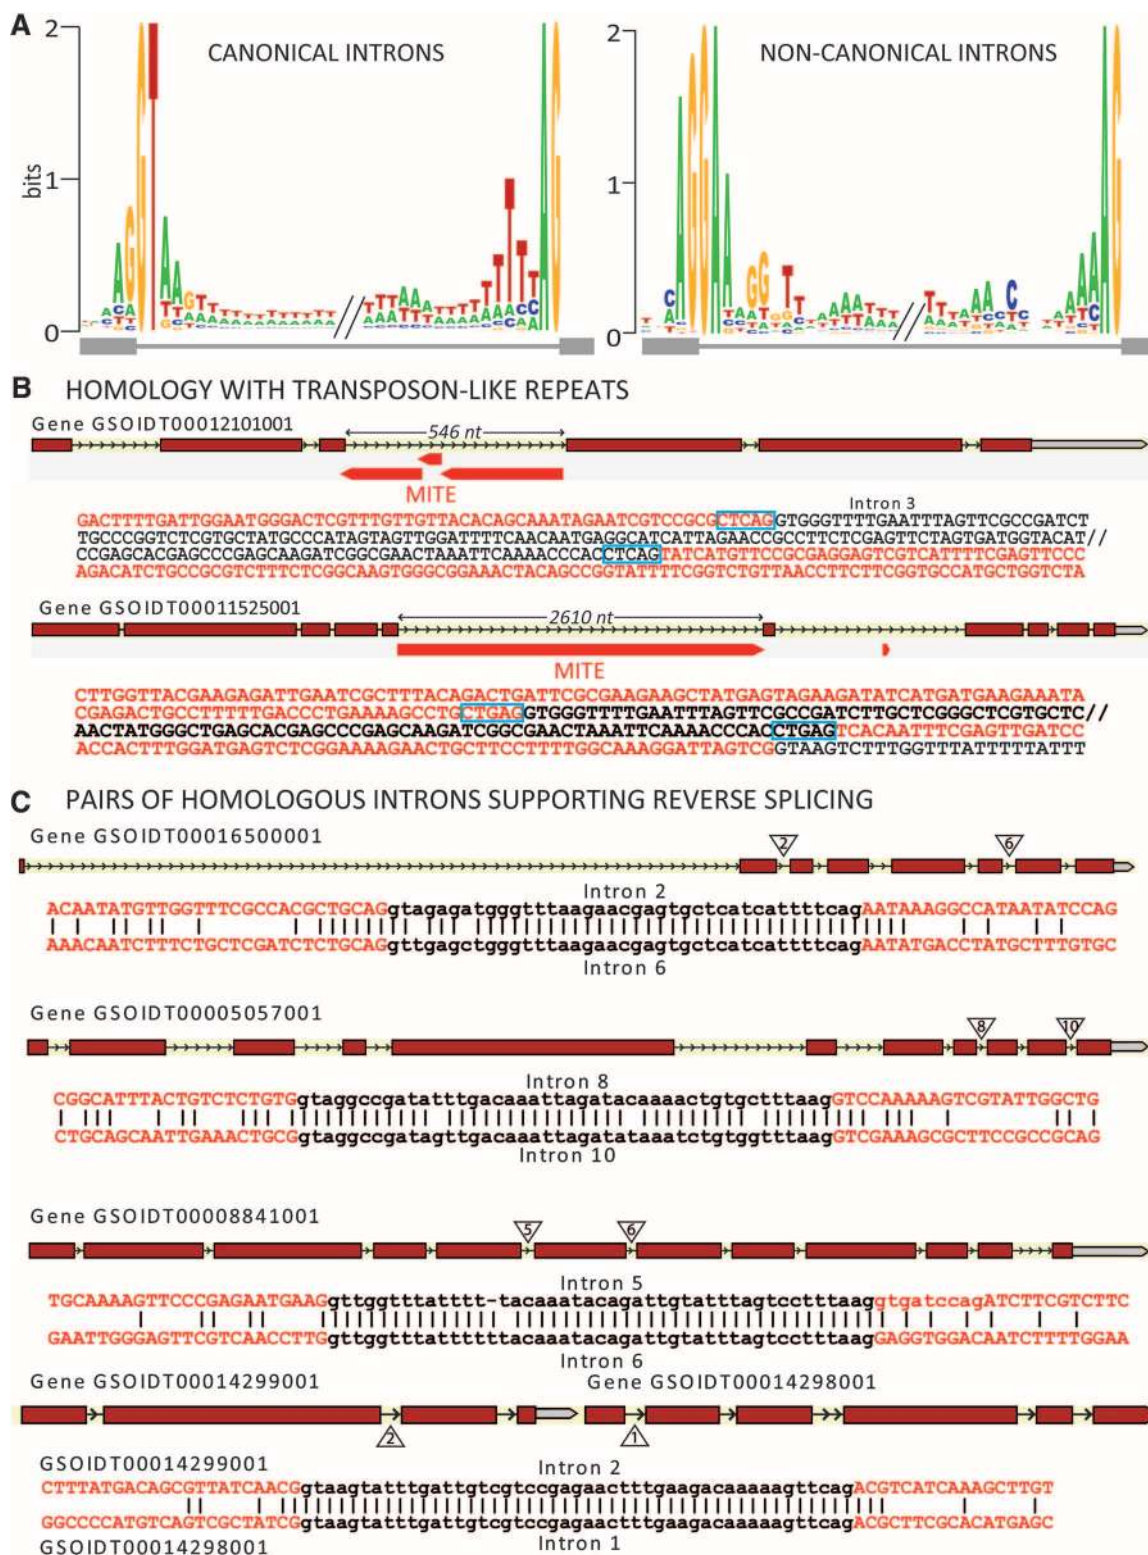 A
2
CANONICAL INTRONS
2
NON-CANONICAL INTRONS
bits
1
1
0
0
B HOMOLOGY WITH TRANSPOSON-LIKE REPEATS
Gene GSOIDT00012101001
546 nt
MITE
Intron 3
GACTTTTGATTGGAATGGGACTCGTTTGTTGTTACACAGCAAATAGAATCGTCCGCGCTCAGGTGGGTTTTGAATTTAGTTCGCCGATCT
TGCCCGGTCTCGTGCTATGCCCATAGTAGTTGGATTTTCAACAATGAGGCATCATTAGAACCGCCTTCTCGAGTTCTAGTGATGGTACAT//
CCGAGCACGAGCCCGAGCAAGATCGGCGAACTAAATTCAAAACCCACCTCAGTATCATGTTCCGCGAGGAGTCGTCATTTTCGAGTTCCC
AGACATCTGCCGCGTCTTTCTCGGCAAGTGGGCGGAAACTACAGCCGGTATTTTCGGTCTGTTAACCTTCTTCGGTGCCATGCTGGTCTA
Gene GSOIDT00011525001
2610 nt
MITE
CTTGGTTACGAAGAGATTGAATCGCTTTACAGACTGATTCGCGAAGAAGCTATGAGTAGAAGATATCATGATGAAGAAATA
CGAGACTGCCTTTTTGACCCTGAAAAGCCTGCTGAGGTGGGTTTTGAATTTAGTTCGCCGATCTTGCTCGGGCTCGTGCTC//
AACTATGGGCTGAGCACGAGCCCGAGCAAGATCGGCGAACTAAATTCAAAACCCACCTGAGTCACAATTTCGAGTTGATCC
ACCACTTTGGATGAGTCTCGGAAAAGAACTGCTTCCTTTTGGCAAAGGATTAGTCGGTAAGTCTTTGGTTTATTTTTATTT
C PAIRS OF HOMOLOGOUS INTRONS SUPPORTING REVERSE SPLICING
Gene GSOIDT00016500001
2
6
Intron 2
ACAATATGTTGGTTTCGCCACGCTGCAGgtagagatgggtttaagaacgagtgctcatcattttcagAATAAAGGCCATAATATCCAG
AAACAATCTTTCTGCTCGATCTCTGCAGgttgagctgggtttaagaacgagtgctcatcattttcagAATATGACCTATGCTTTGTGC
Intron 6
Gene GSOIDT00005057001
8
10
Intron 8
CGGCATTTACTGTCTCTGTGgtaggccgatatttgacaaattagatacaaaactgtgctttaagGTCCAAAAAGTCGTATTGGCTG
CTGCAGCAATTGAAACTGCGgtaggccgatagttgacaaattagatataaatctgtggtttaagGTCGAAAGCGCTTCCGCCGCAG
Intron 10
Gene GSOIDT00008841001
5
6
Intron 5
TGCAAAAGTTCCCGAGAATGAAGgttggtttatttt-tacaaatacagattgtatttagtcctttaaggtgatccagATCTTCGTCTTC
GAATTGGGAGTTCGTCAACCTTGgttggtttattttttacaaatacagattgtatttagtcctttaagGAGGTGGACAATCTTTTGGAA
Intron 6
Gene GSOIDT00014299001
Gene GSOIDT00014298001
2
1
GSOIDT00014299001
Intron 2
CTTTATGACAGCGTTATCAACGgtaagtatttgattgtcgtccgagaactttgaagacaaaaagttcagACGTCATCAAAGCTTGT
GGCCCCATGTCAGTCGCTATCGgtaagtatttgattgtcgtccgagaactttgaagacaaaaagttcagACGCTTCGCACATGAGC
GSOIDT00014298001
Intron 1